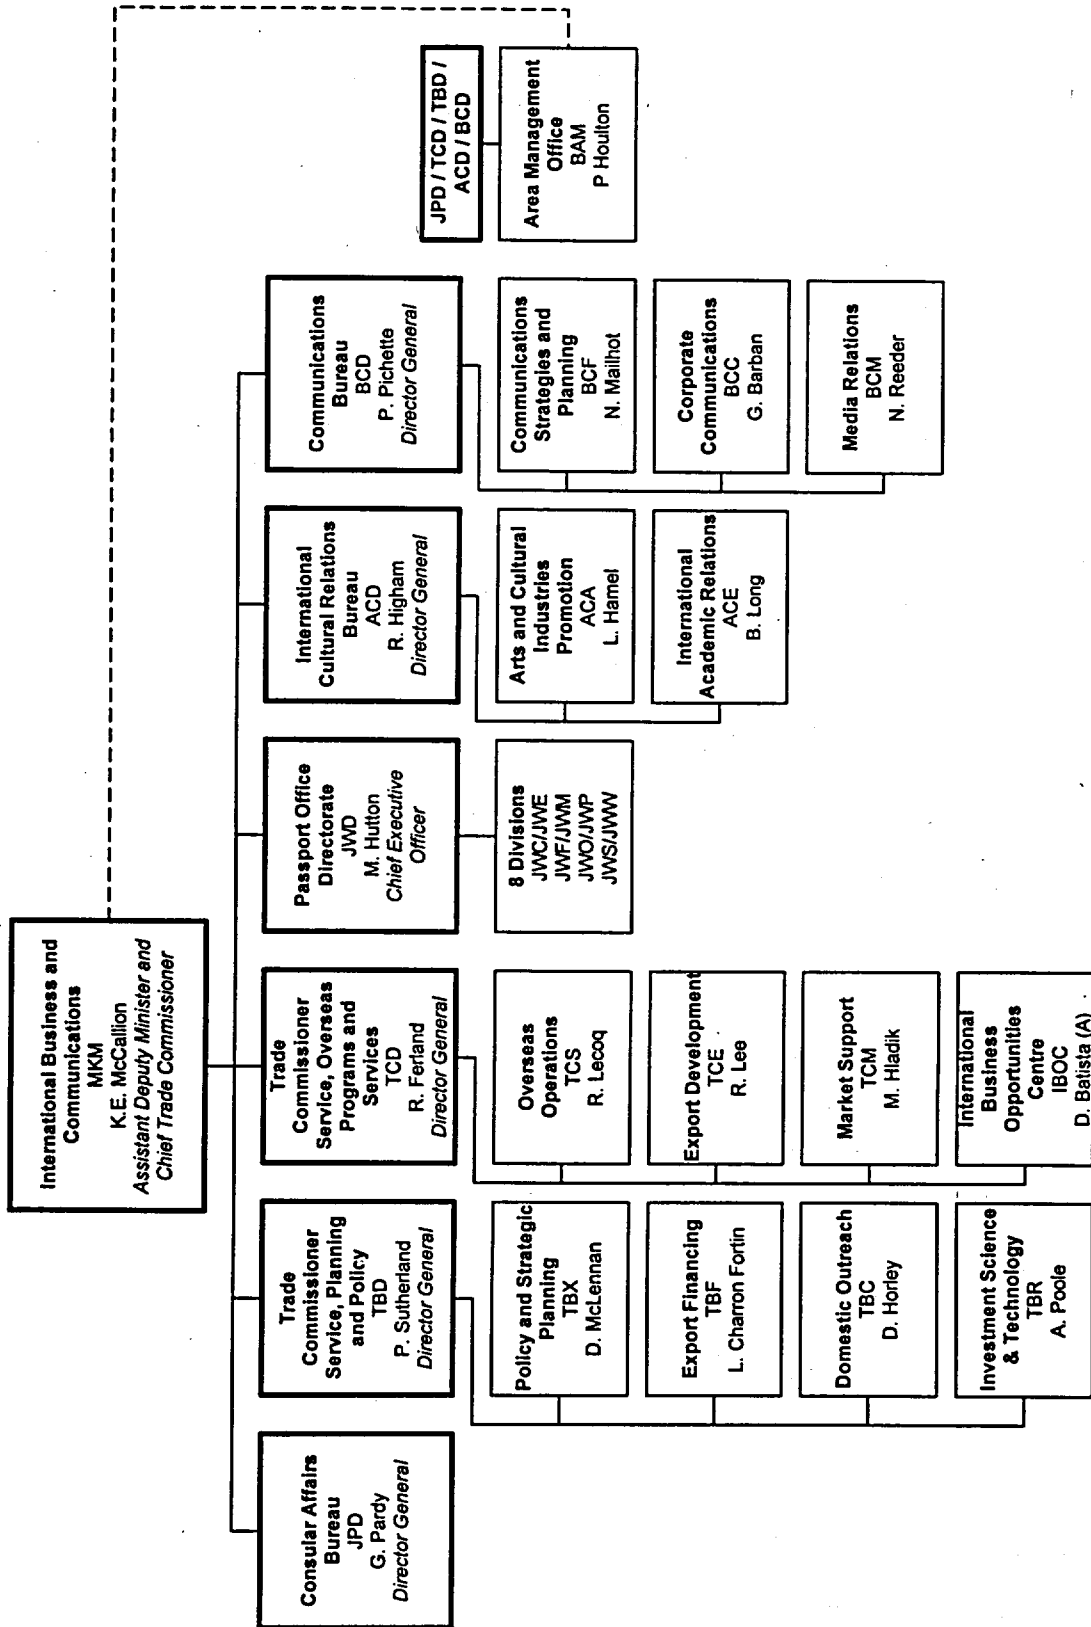 International Business and
Communications
MKM
K.E. McCallion
Assistant Deputy Minister and
Chief Trade Commissioner
Consular Affairs
Bureau
JPD
G. Pardy
Director General
Trade
Commissioner
Service, Planning
and Policy
TBD
P. Sutherland
Director General
Policy and Strategic
Planning
TBX
D. McLennan
Export Financing
TBF
L. Charron Fortin
Domestic Outreach
TBC
D. Horley
Investment Science
& Technology
TBR
A. Poole
Trade
Commissioner
Service, Overseas
Programs and
Services
TCD
R. Ferland
Director General
Overseas
Operations
TCS
R. Lecoq
Export Development
TCE
R. Lee
Market Support
TCM
M. Hladik
International
Business
Opportunities
Centre
IBOC
D. Batista (A)
Passport Office
Directorate
JWD
M. Hutton
Chief Executive
Officer
8 Divisions
JWC/JWE
JWF/JWM
JWO/JWP
JWS/JWW
International
Cultural Relations
Bureau
ACD
R. Higham
Director General
Arts and Cultural
Industries
Promotion
ACA
L. Hamel
International
Academic Relations
ACE
B. Long
Communications
Bureau
BCD
P. Pichette
Director General
Communications
Strategies and
Planning
BCF
N. Mailhot
Corporate
Communications
BCC
G. Barban
Media Relations
BCM
N. Reeder
JPD / TCD / TBD /
ACD / BCD
Area Management
Office
BAM
P Houlton